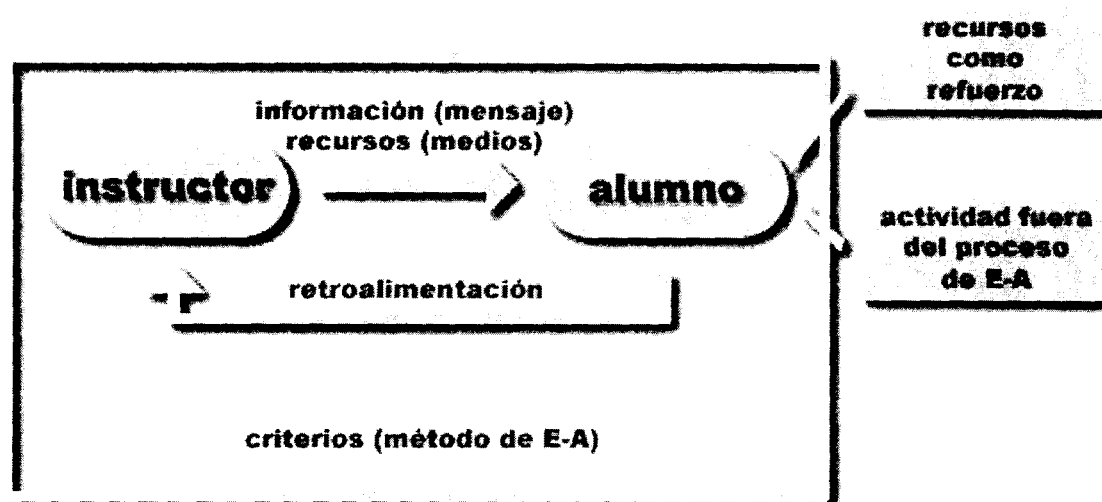 recursos
como
refuerzo
información (mensaje)
recursos (medios)
instructor
alumno
actividad fuera
del proceso
de E-A
retroalimentación
criterios (método de E-A)